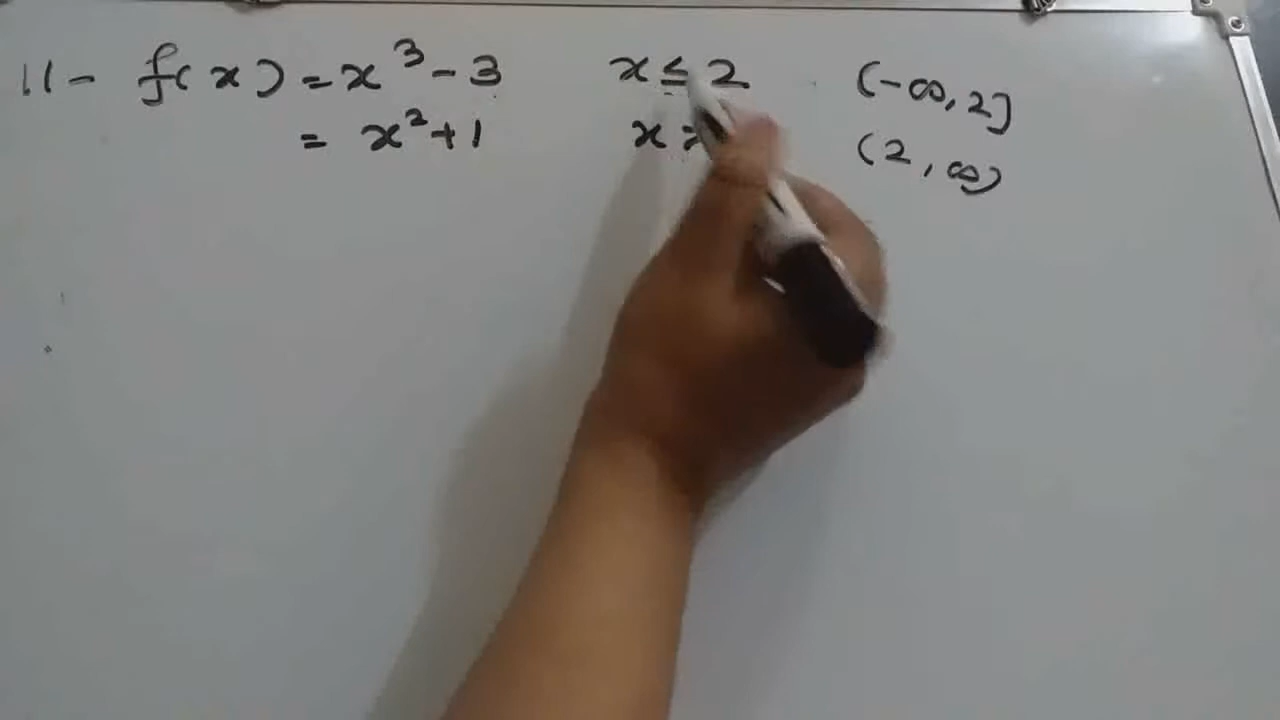 11- f(x) = x³ - 3 x ≤ 2 (-∞, 2]
= x² + 1 x > (2, ∞)